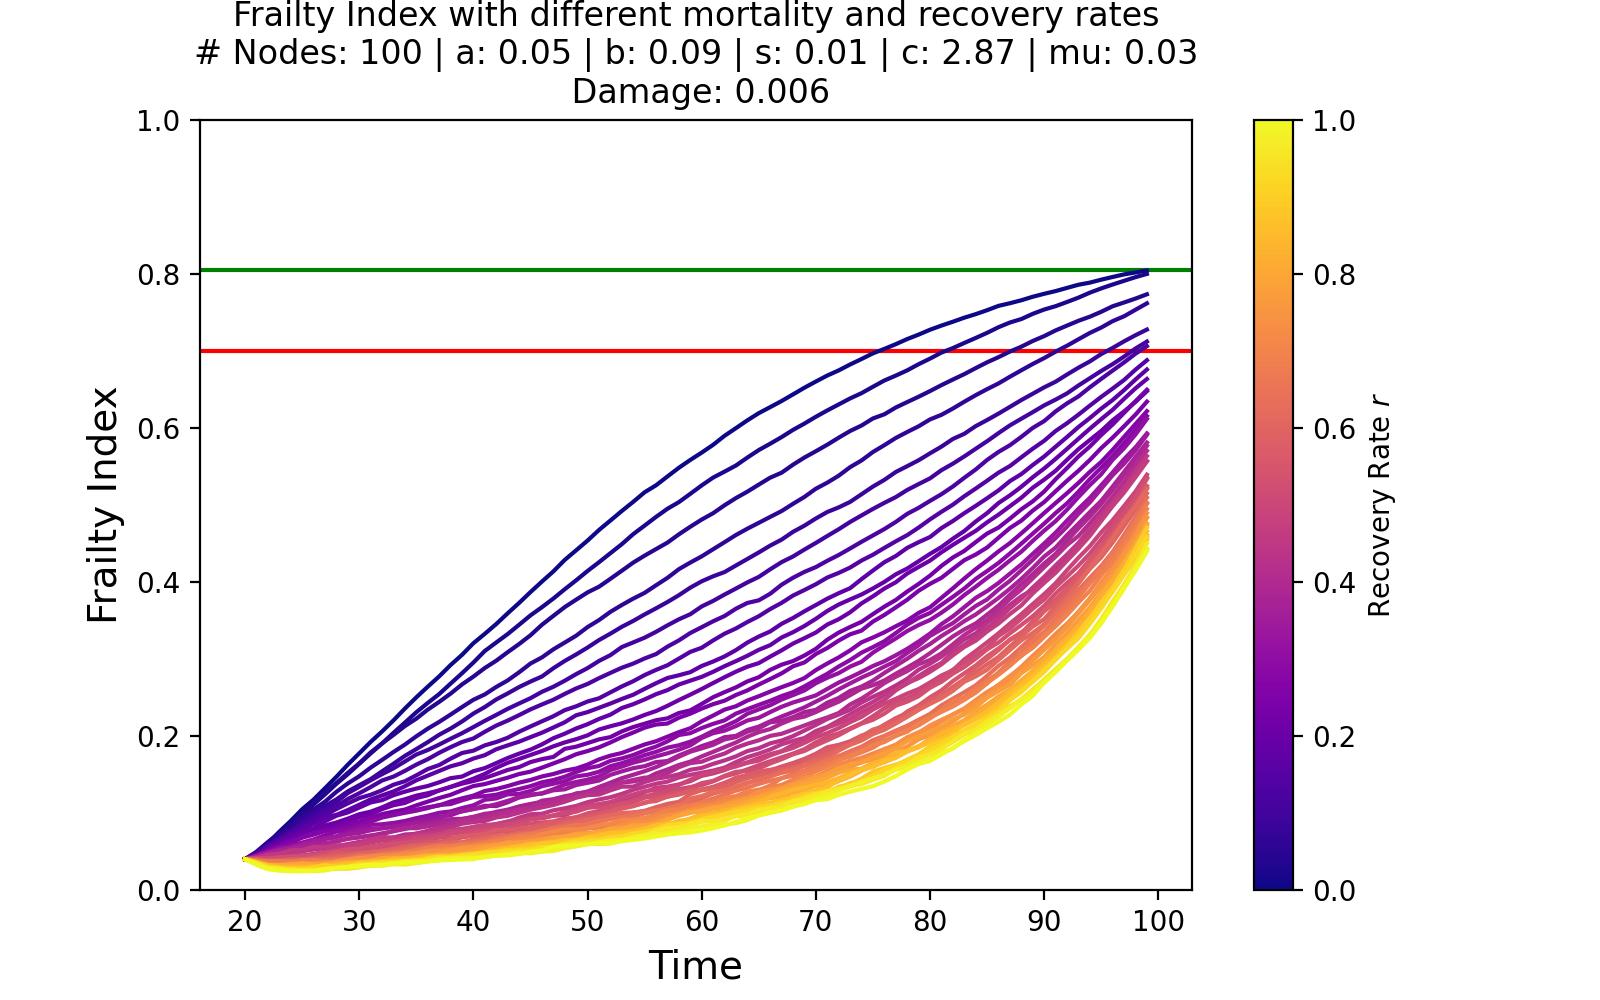 Frailty Index with different mortality and recovery rates
# Nodes: 100 | a: 0.05 | b: 0.09 | s: 0.01 | c: 2.87 | mu: 0.03
Damage: 0.006
Frailty Index
1.0
0.8
0.6
0.4
0.2
0.0
20 30 40 50 60 70 80 90 100
Time
1.0
0.8
0.6
0.4
0.2
0.0
Recovery Rate r